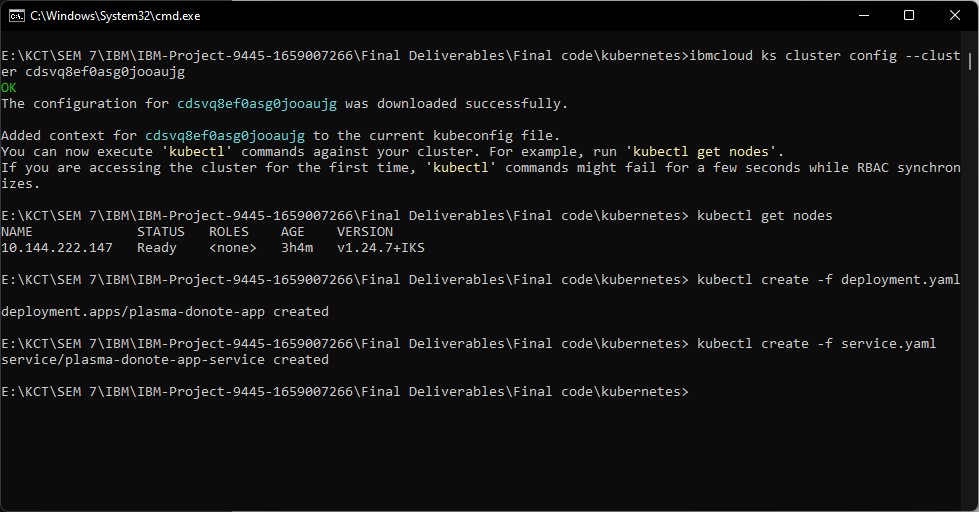 C:\Windows\System32\cmd.exe
E:\KCT\SEM 7\IBM\IBM-Project-9445-1659007266\Final Deliverables\Final code\kubernetes>ibmcloud ks cluster config --clust
er cdsvq8ef0asg0jooaujg
OK
The configuration for cdsvq8ef0asg0jooaujg was downloaded successfully.
Added context for cdsvq8ef0asg0jooaujg to the current kubeconfig file.
You can now execute 'kubectl' commands against your cluster. For example, run 'kubectl get nodes'.
If you are accessing the cluster for the first time, 'kubectl' commands might fail for a few seconds while RBAC synchron
izes.
E:\KCT\SEM 7\IBM\IBM-Project-9445-1659007266\Final Deliverables\Final code\kubernetes> kubectl get nodes
NAME STATUS ROLES AGE VERSION
10.144.222.147 Ready <none> 3h4m v1.24.7+IKS
E:\KCT\SEM 7\IBM\IBM-Project-9445-1659007266\Final Deliverables\Final code\kubernetes> kubectl create -f deployment.yaml
deployment.apps/plasma-donote-app created
E:\KCT\SEM 7\IBM\IBM-Project-9445-1659007266\Final Deliverables\Final code\kubernetes> kubectl create -f service.yaml
service/plasma-donote-app-service created
E:\KCT\SEM 7\IBM\IBM-Project-9445-1659007266\Final Deliverables\Final code\kubernetes>